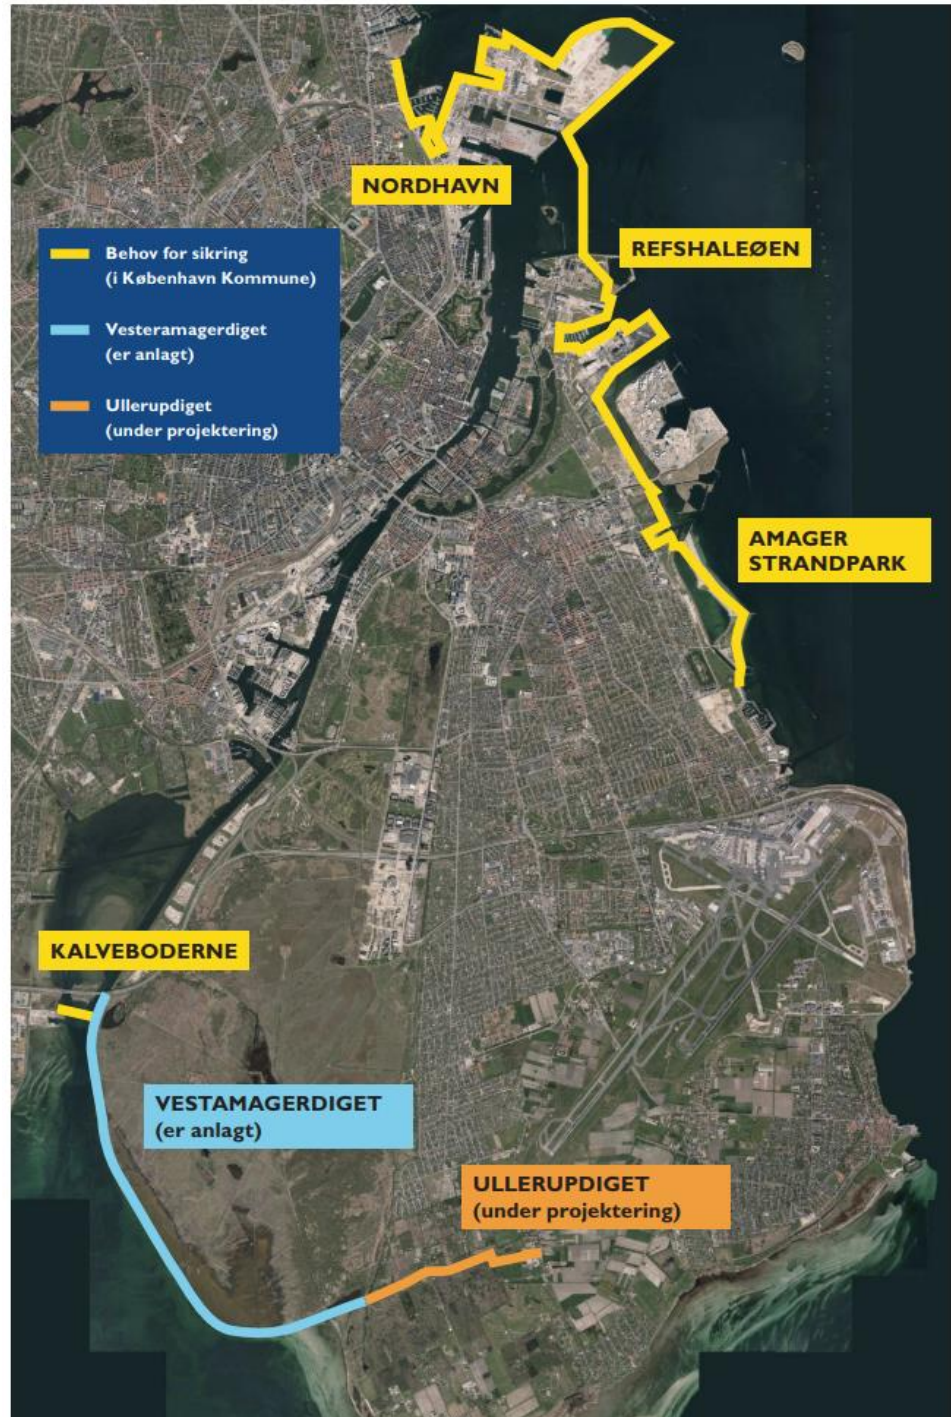 NORDHAVN
REFSHALEØEN
Behov for sikring
(i København Kommune)
Vesteramagerdiget
(er anlagt)
Ullerupdiget
(under projektering)
AMAGER
STRANDPARK
KALVEBODERNE
VESTAMAGERDIGET
(er anlagt)
ULLERUPDIGET
(under projektering)